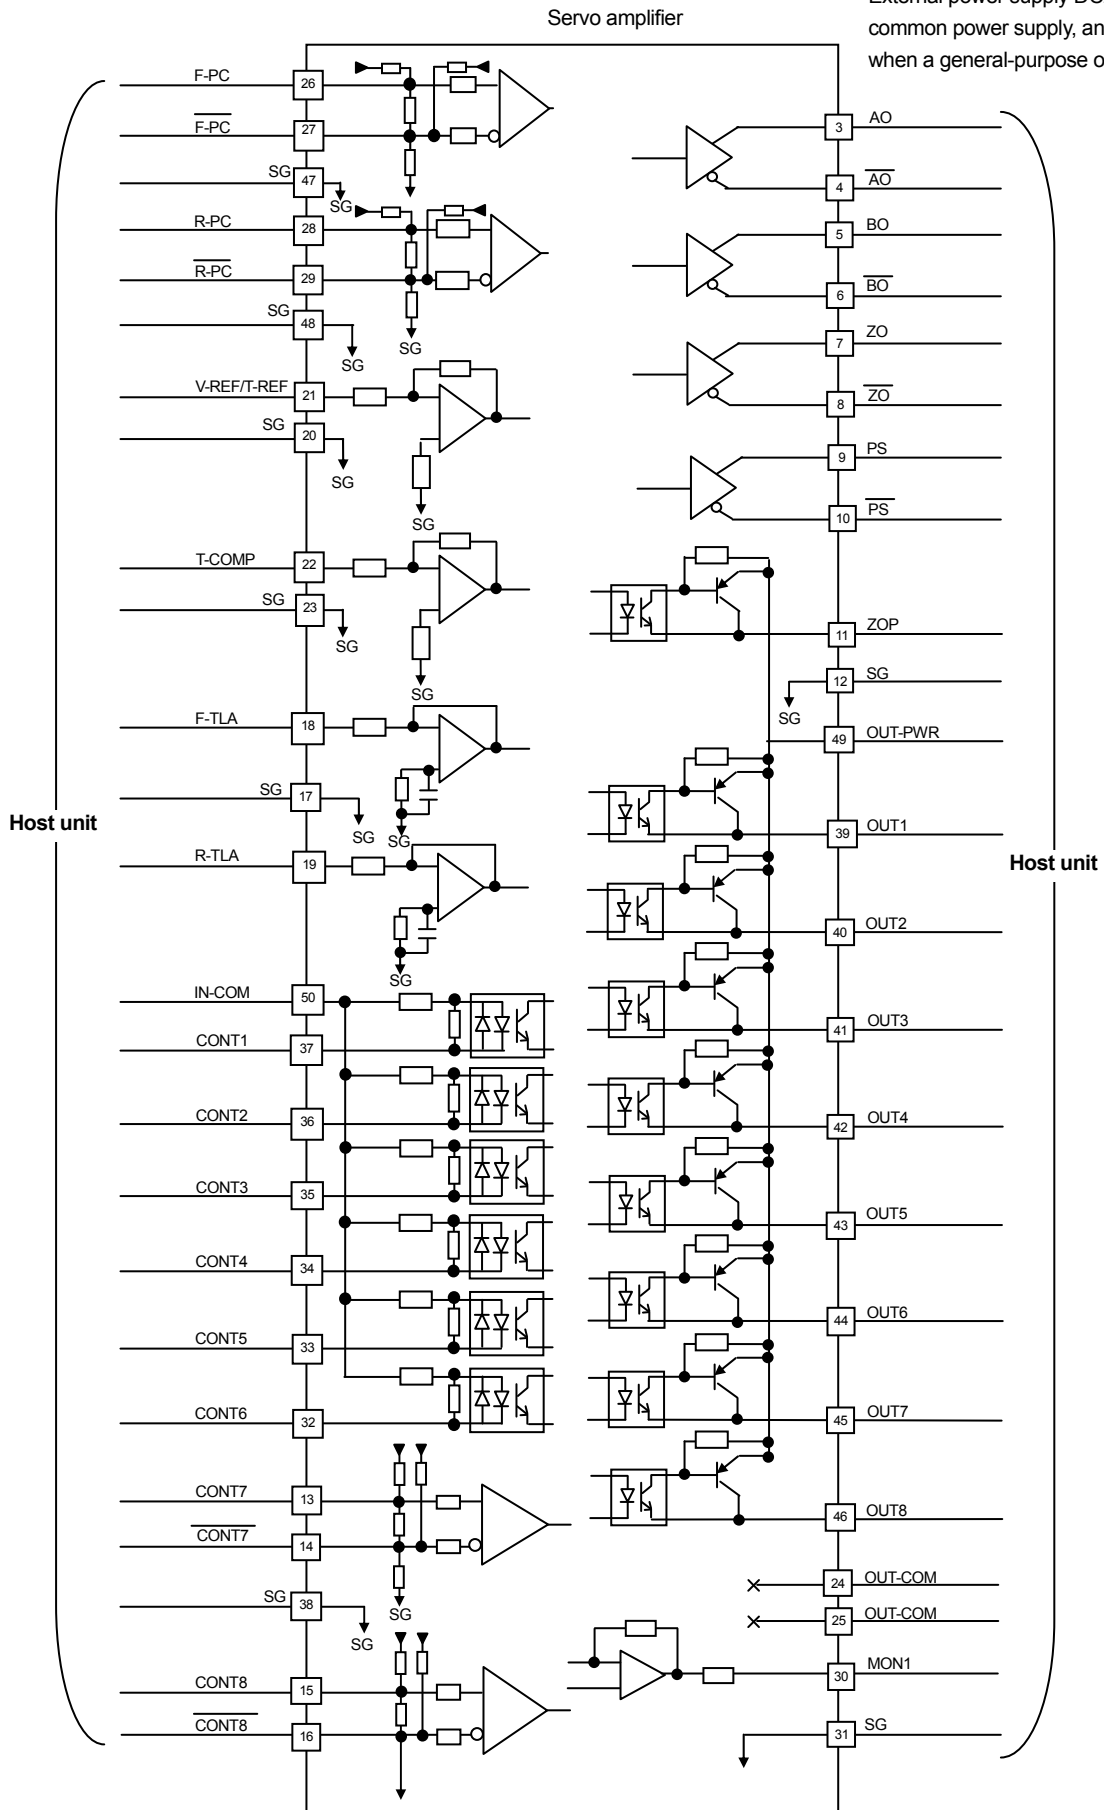 External power supply DC
common power supply, an
when a general-purpose o
Servo amplifier
Host unit
F-PC
26
F-PC
27
SG
47
SG
R-PC
28
R-PC
29
SG
48
SG
SG
V-REF/T-REF
21
SG
20
SG
SG
T-COMP
22
SG
23
SG
SG
F-TLA
18
SG
17
SG
SG
R-TLA
19
SG
IN-COM
50
CONT1
37
CONT2
36
CONT3
35
CONT4
34
CONT5
33
CONT6
32
CONT7
13
CONT7
14
SG
38
SG
SG
CONT8
15
CONT8
16
3
AO
4
AO
5
BO
6
BO
7
ZO
8
ZO
9
PS
10
PS
11
ZOP
12
SG
SG
49
OUT-PWR
39
OUT1
40
OUT2
41
OUT3
42
OUT4
43
OUT5
44
OUT6
45
OUT7
46
OUT8
24
OUT-COM
25
OUT-COM
30
MON1
31
SG
Host unit